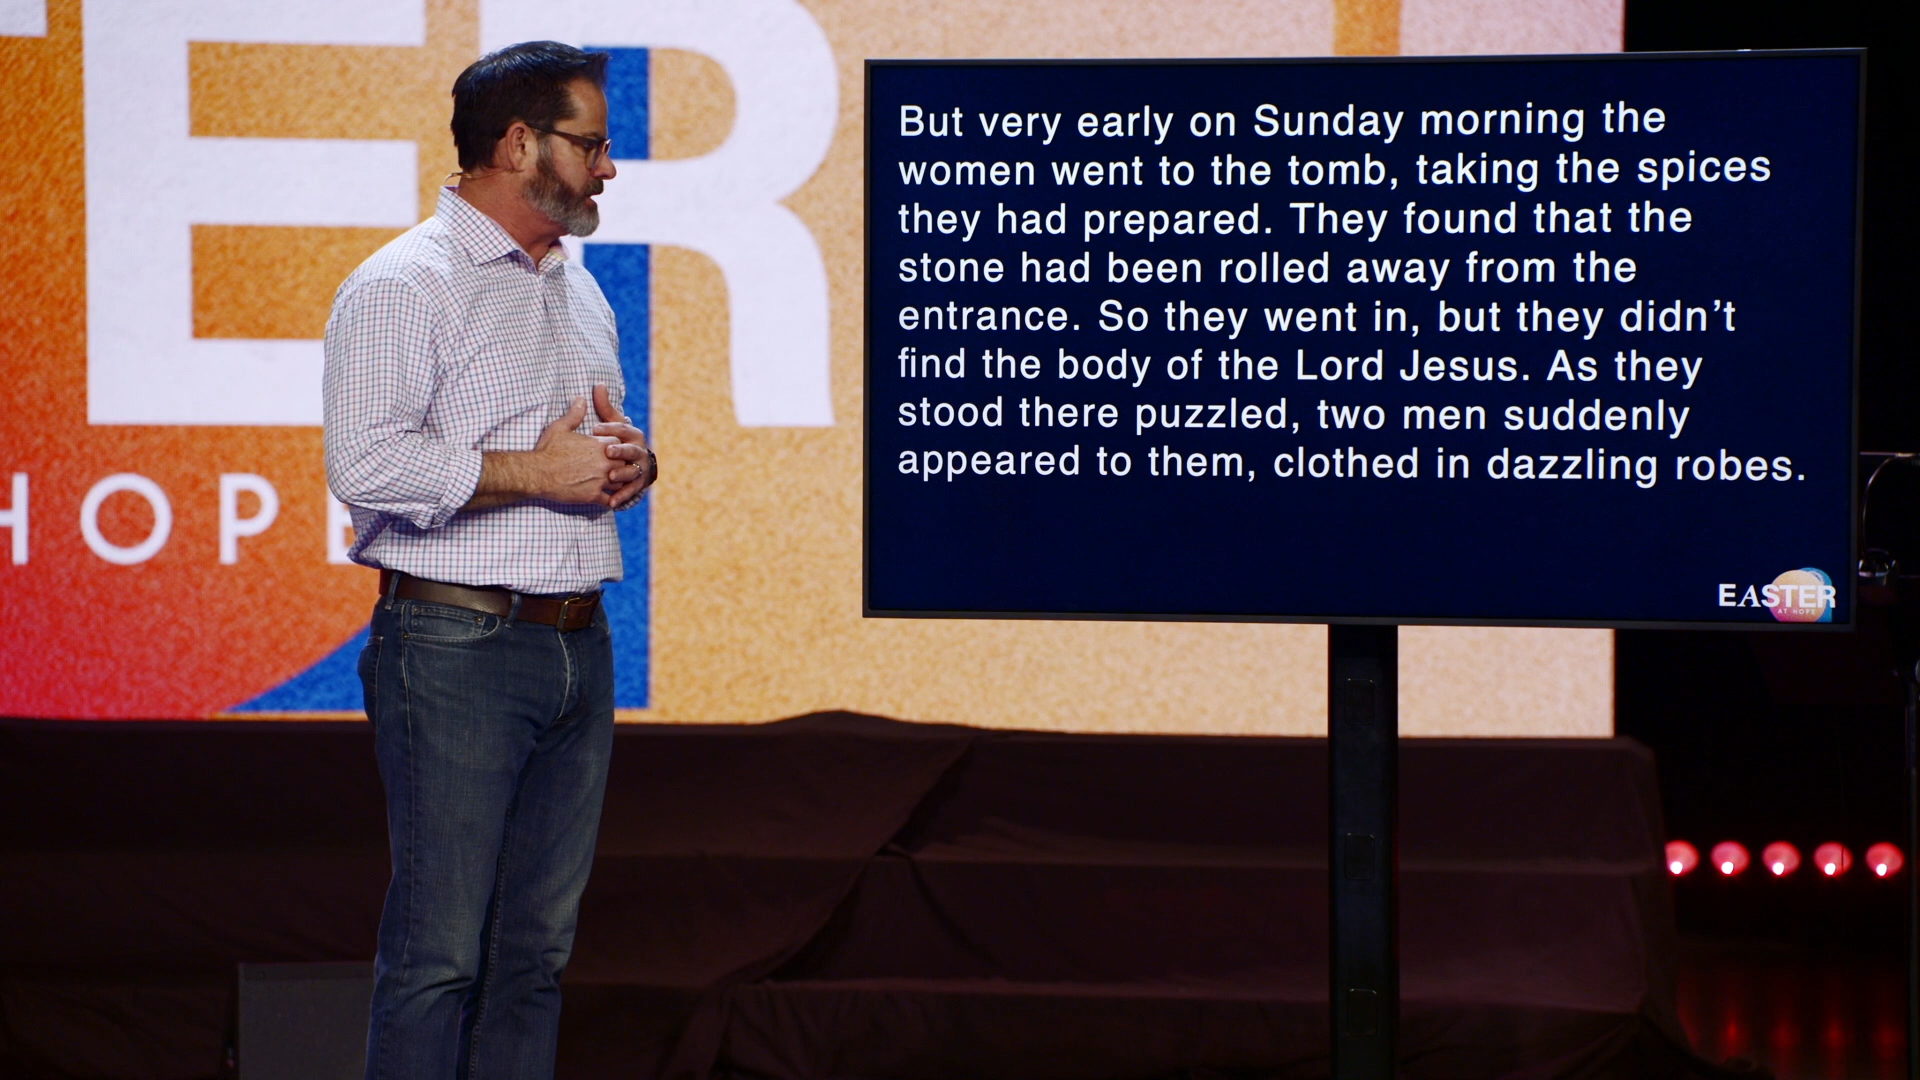 TER
HOPE
But very early on Sunday morning the
women went to the tomb, taking the spices
they had prepared. They found that the
stone had been rolled away from the
entrance. So they went in, but they didn’t
find the body of the Lord Jesus. As they
stood there puzzled, two men suddenly
appeared to them, clothed in dazzling robes.
EASTER
AT HOPE